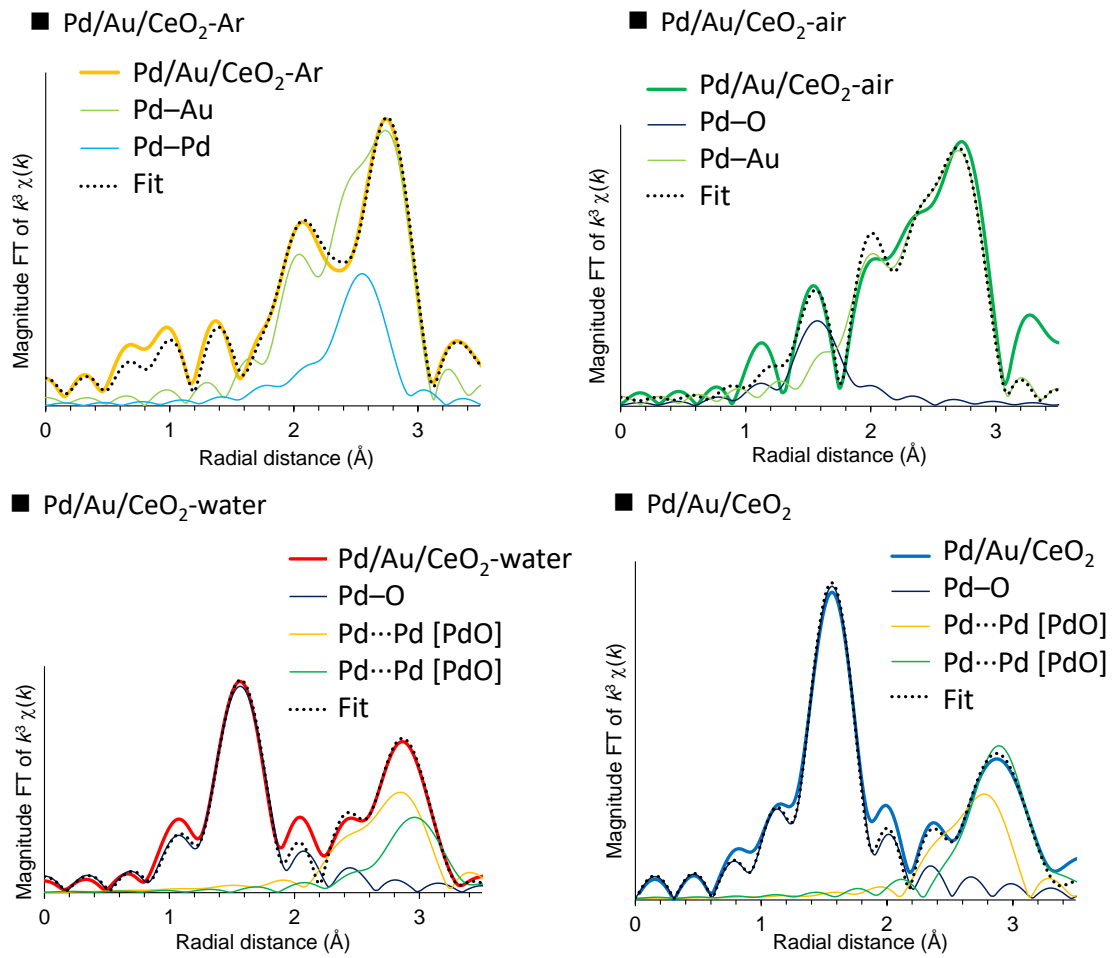 ■ Pd/Au/CeO₂-Ar
Pd/Au/CeO₂-Ar
Pd–Au
Pd–Pd
Fit
Magnitude FT of k³ χ(k)
0 1 2 3
Radial distance (Å)
■ Pd/Au/CeO₂-air
Pd/Au/CeO₂-air
Pd–O
Pd–Au
Fit
Magnitude FT of k³ χ(k)
0 1 2 3
Radial distance (Å)
■ Pd/Au/CeO₂-water
Pd/Au/CeO₂-water
Pd–O
Pd···Pd [PdO]
Pd···Pd [PdO]
Fit
Magnitude FT of k³ χ(k)
0 1 2 3
Radial distance (Å)
■ Pd/Au/CeO₂
Pd/Au/CeO₂
Pd–O
Pd···Pd [PdO]
Pd···Pd [PdO]
Fit
Magnitude FT of k³ χ(k)
0 1 2 3
Radial distance (Å)